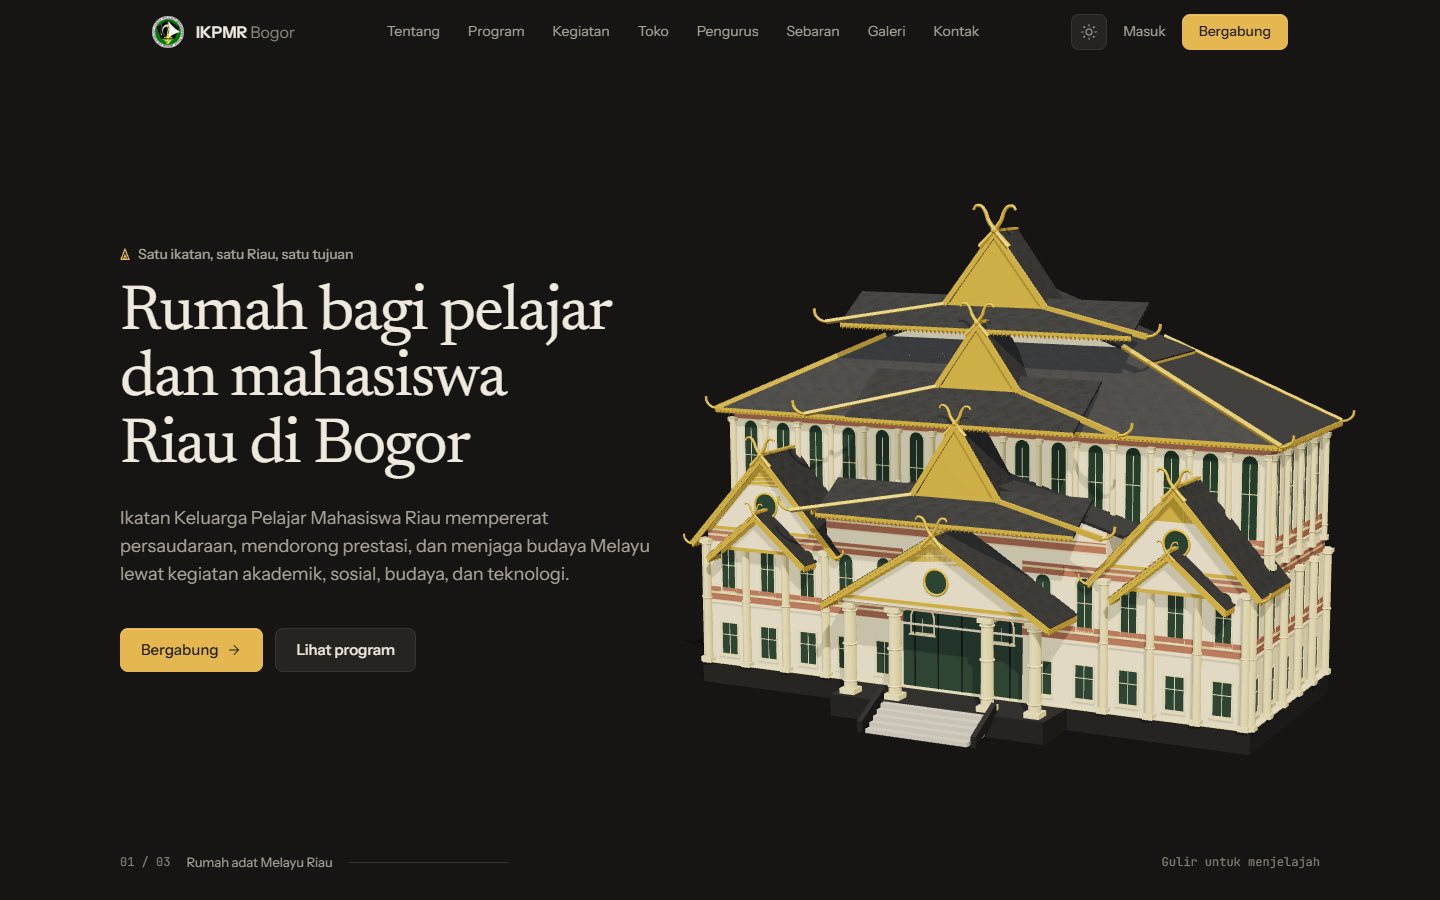 IKPMR Bogor
Tentang
Program
Kegiatan
Toko
Pengurus
Sebaran
Galeri
Kontak
Masuk
Bergabung
Satu ikatan, satu Riau, satu tujuan
Rumah bagi pelajar
dan mahasiswa
Riau di Bogor
Ikatan Keluarga Pelajar Mahasiswa Riau mempererat
persaudaraan, mendorong prestasi, dan menjaga budaya Melayu
lewat kegiatan akademik, sosial, budaya, dan teknologi.
Bergabung →
Lihat program
01 / 03 Rumah adat Melayu Riau
Gulir untuk menjelajah